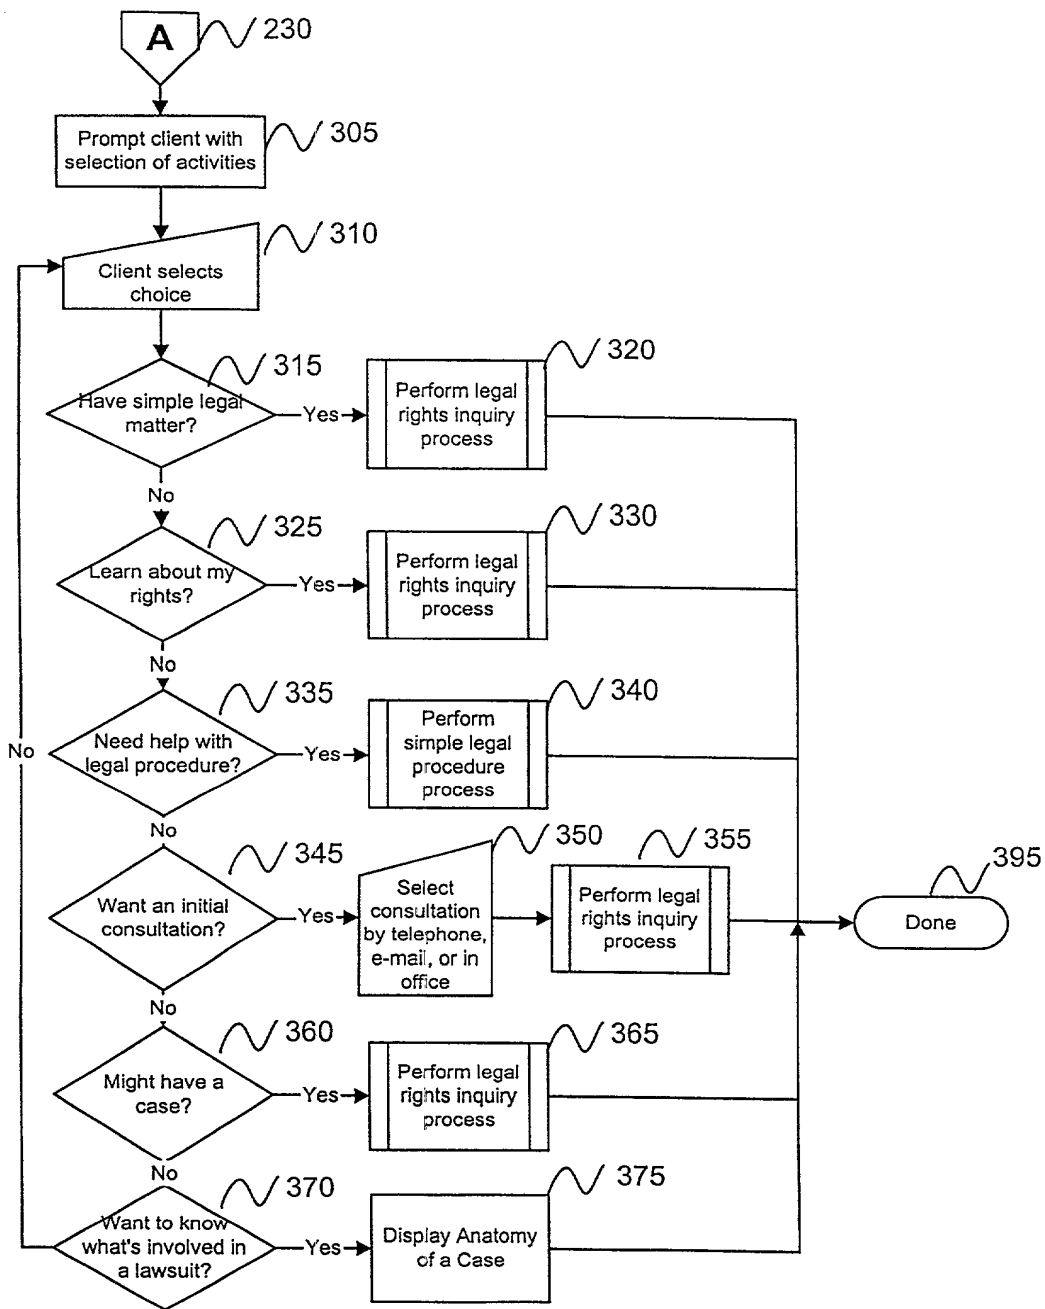 A
230
Prompt client with
selection of activities
305
310
Client selects
choice
315
Have simple legal
matter?
Yes
320
Perform legal
rights inquiry
process
No
325
Learn about my
rights?
Yes
330
Perform legal
rights inquiry
process
No
335
Need help with
legal procedure?
Yes
340
Perform
simple legal
procedure
process
No
No
345
Want an initial
consultation?
Yes
350
Select
consultation
by telephone,
e-mail, or in
office
355
Perform legal
rights inquiry
process
395
Done
No
360
Might have a
case?
Yes
365
Perform legal
rights inquiry
process
No
370
Want to know
what's involved in
a lawsuit?
Yes
375
Display Anatomy
of a Case